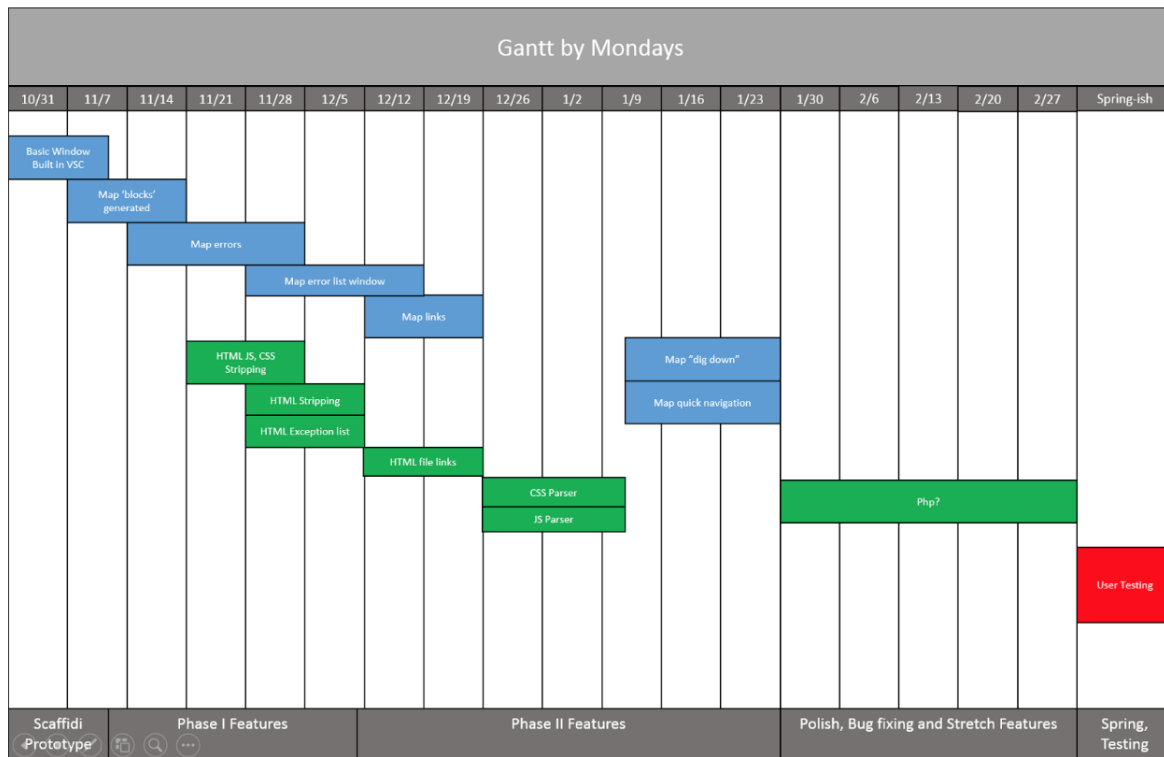 Gantt by Mondays
10/31 11/7 11/14 11/21 11/28 12/5 12/12 12/19 12/26 1/2 1/9 1/16 1/23 1/30 2/6 2/13 2/20 2/27 Spring-ish
Basic Window
Built in VSC
Map ‘blocks’
generated
Map errors
Map error list window
Map links
HTML JS, CSS
Stripping
Map “dig down”
HTML Stripping
Map quick navigation
HTML Exception list
HTML file links
CSS Parser
Php?
JS Parser
User Testing
Scaffidi
Prototype
Phase I Features
Phase II Features
Polish, Bug fixing and Stretch Features
Spring,
Testing